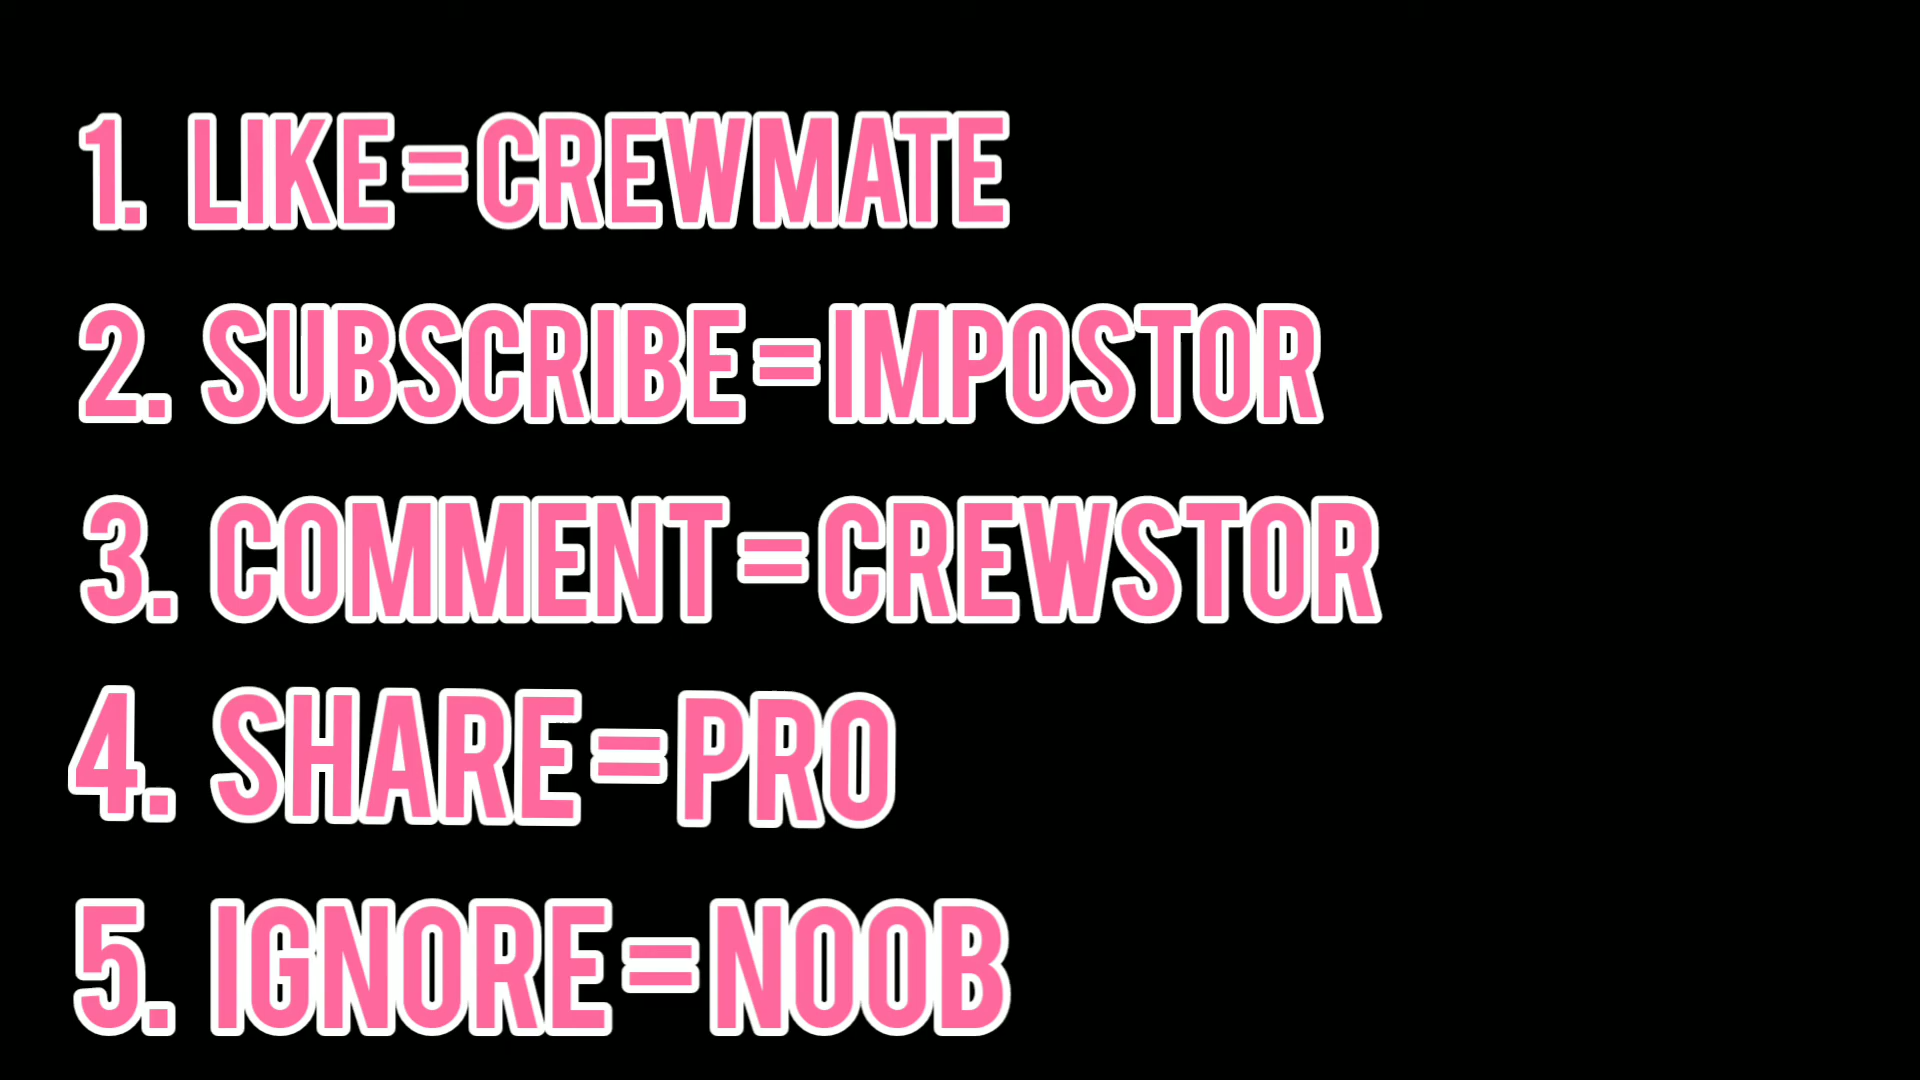 1. LIKE=CREWMATE
2. SUBSCRIBE=IMPOSTOR
3. COMMENT=CREWSTOR
4. SHARE=PRO
5. IGNORE=NOOB